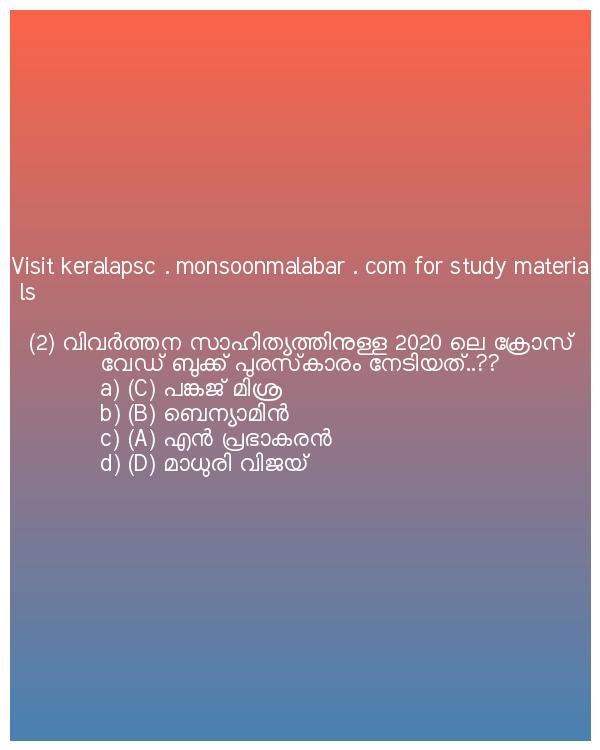 Visit keralapsc . monsoonmalabar . com for study materia
ls
(2) വിവർത്തന സാഹിത്യത്തിനുള്ള 2020 ലെ ക്രോസ്
വേഡ് ബുക്ക് പുരസ്കാരം നേടിയത്..??
a) (C) പങ്കജ് മിശ്ര
b) (B) ബെന്യാമിൻ
c) (A) എൻ പ്രഭാകരൻ
d) (D) മാധുരി വിജയ്